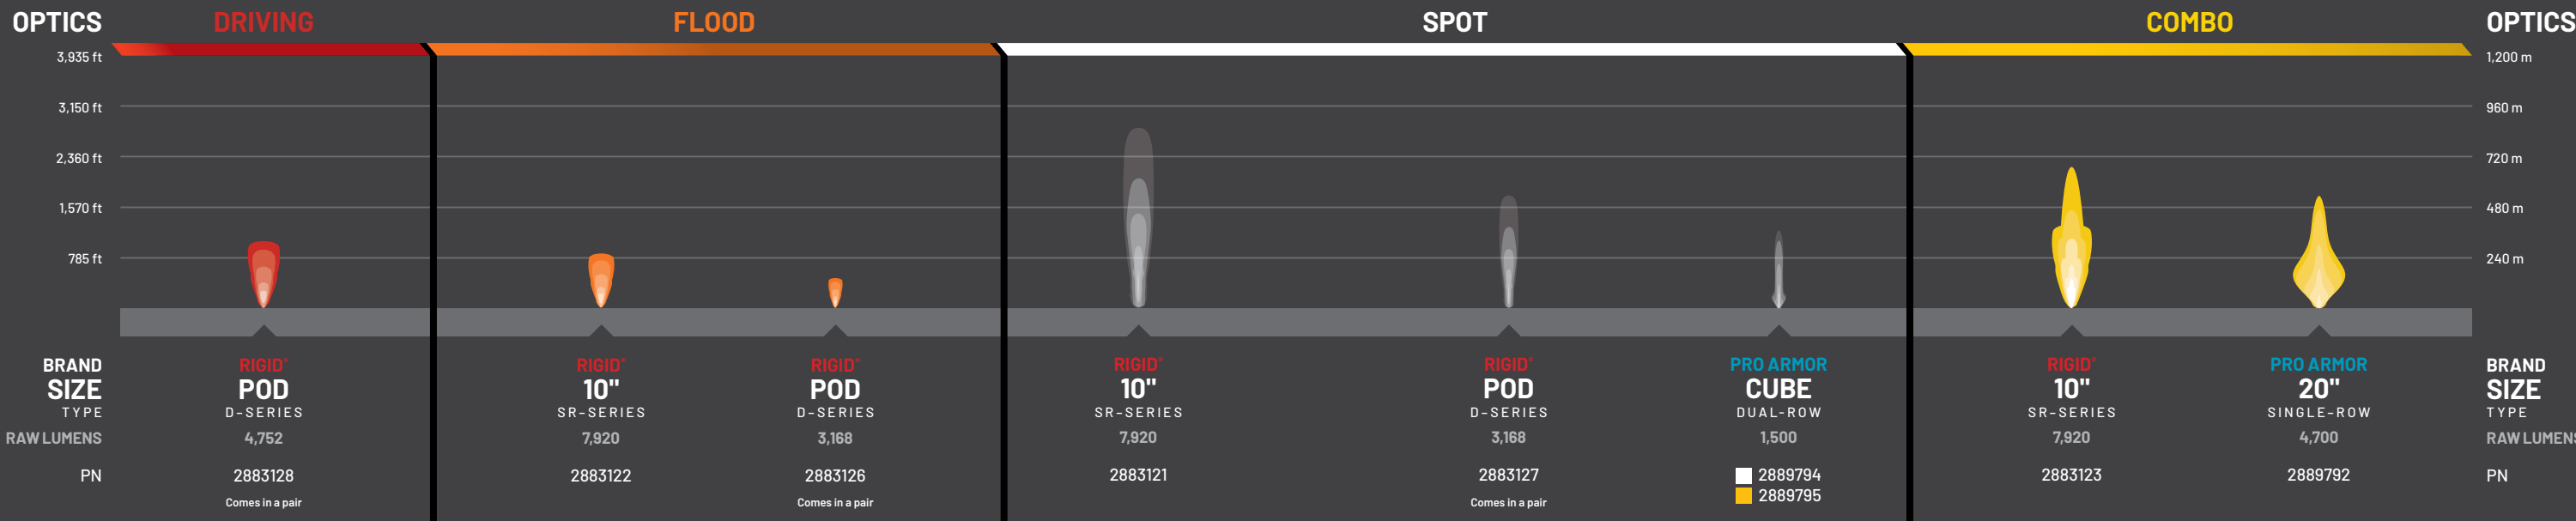 OPTICS DRIVING FLOOD SPOT COMBO OPTICS
3,935 ft 1,200 m
3,150 ft 960 m
2,360 ft 720 m
1,570 ft 480 m
785 ft 240 m
BRAND RIGID® RIGID® RIGID® RIGID® RIGID® PRO ARMOR RIGID® PRO ARMOR BRAND
SIZE POD 10" POD 10" POD CUBE 10" 20" SIZE
TYPE D-SERIES SR-SERIES D-SERIES SR-SERIES D-SERIES DUAL-ROW SR-SERIES SINGLE-ROW TYPE
RAW LUMENS 4,752 7,920 3,168 7,920 3,168 1,500 7,920 4,700 RAW LUMENS
PN 2883128 2883122 2883126 2883121 2883127 2889794 2883123 2889792 PN
2889795
Comes in a pair Comes in a pair Comes in a pair